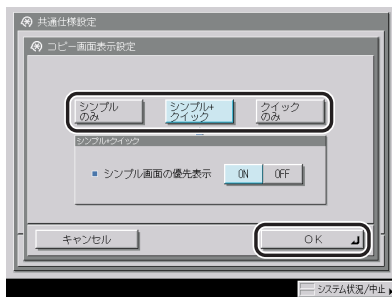 共通仕様設定
コピー画面表示設定
シンプル
のみ
シンプル+
クイック
クイック
のみ
シンプル+クイック
シンプル画面の優先表示
ON
OFF
キャンセル
OK
システム状況/中止